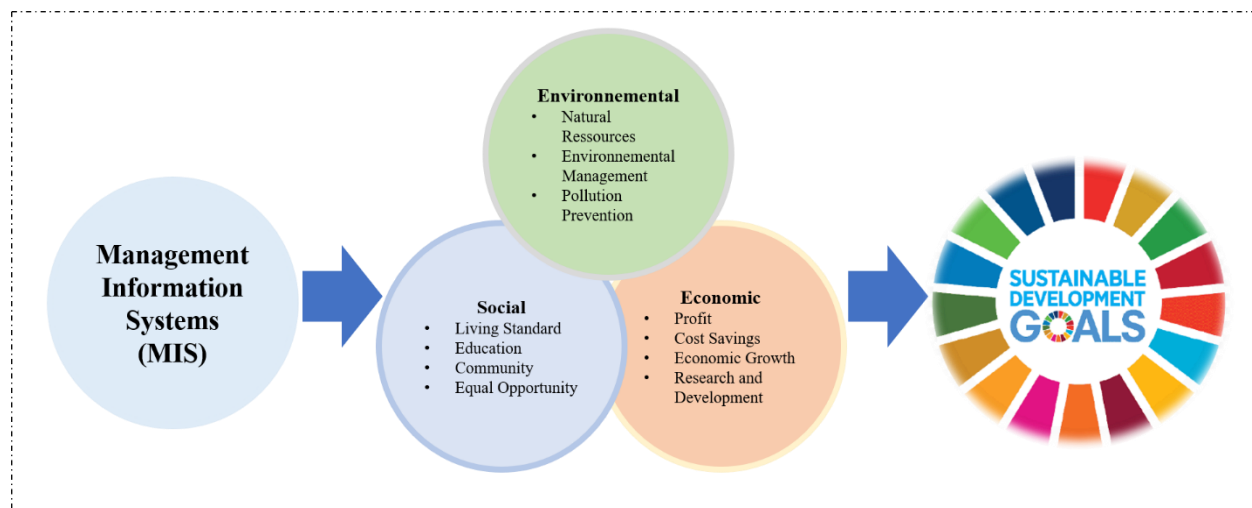 Management
Information
Systems
(MIS)
Environnemental
• Natural
Ressources
• Environnemental
Management
• Pollution
Prevention
Social
• Living Standard
• Education
• Community
• Equal Opportunity
Economic
• Profit
• Cost Savings
• Economic Growth
• Research and
Development
SUSTAINABLE
DEVELOPMENT
GOALS